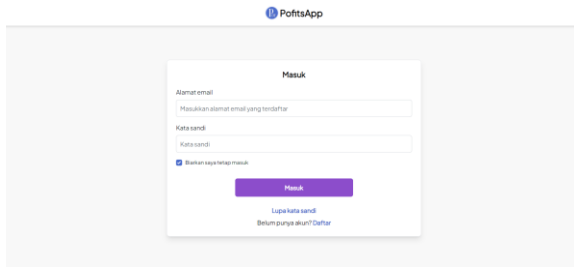 PofitsApp
Masuk
Alamat email
Masukkan alamat email yang terdaftar
Kata sandi
Kata sandi
Biarkan saya tetap masuk
Masuk
Lupa kata sandi
Belum punya akun? Daftar